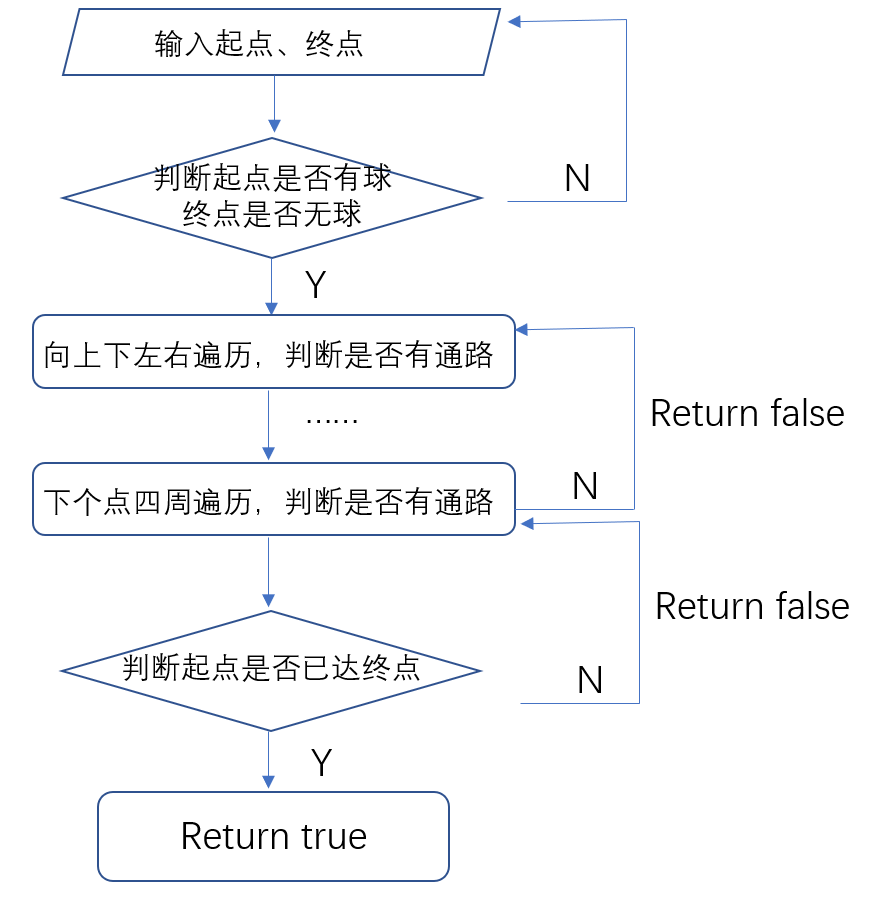 输入起点、终点
判断起点是否有球
终点是否无球
N
Y
向上下左右遍历，判断是否有通路
……
Return false
下个点四周遍历，判断是否有通路
N
Return false
判断起点是否已达终点
N
Y
Return true